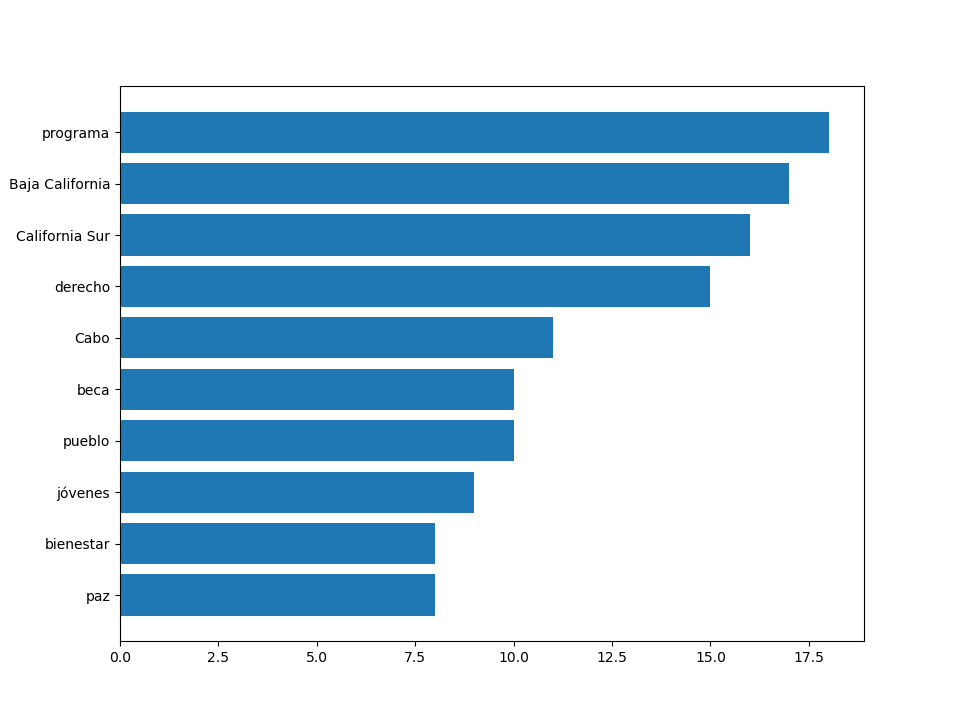 programa
Baja California
California Sur
derecho
Cabo
beca
pueblo
jóvenes
bienestar
paz
0.0 2.5 5.0 7.5 10.0 12.5 15.0 17.5